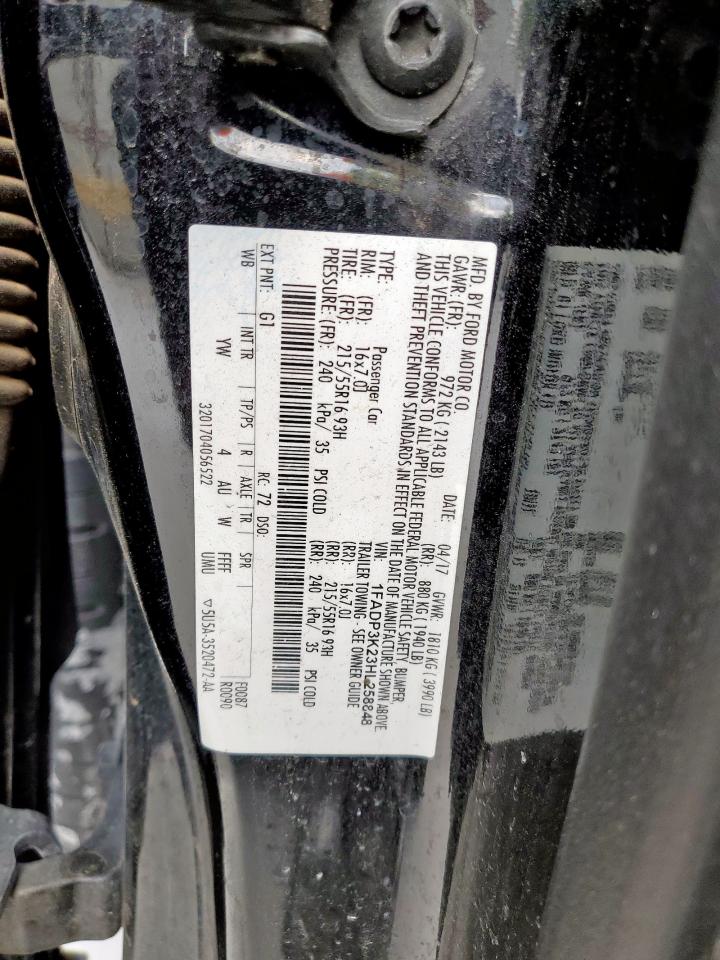 MFD. BY FORD MOTOR CO.
DATE: 04/17 GVWR: 1810 KG (3990 LB)
GAWR: (FR): 972 KG (2143 LB) (RR): 880 KG (1940 LB)
THIS VEHICLE CONFORMS TO ALL APPLICABLE FEDERAL MOTOR VEHICLE SAFETY, BUMPER,
AND THEFT PREVENTION STANDARDS IN EFFECT ON THE DATE OF MANUFACTURE SHOWN ABOVE
VIN: 1FADP3K23HL258848
TYPE: Passenger Car TRAILER TOWING - SEE OWNER GUIDE
RIM: (FR): 16x7.0J (RR): 16x7.0J
TIRE: (FR): 215/55R16 93H (RR): 215/55R16 93H
PRESSURE: (FR): 240 kPa/ 35 PSI COLD (RR): 240 kPa/ 35 PSI COLD
EXT PNT: G1 RC: 72 DSO: F0087
WB INT TR TP/PS R AXLE TR SPR R0090
YW 4 AU W FFFF UMU
3201704056522 ▽5U5A-3520472-AA